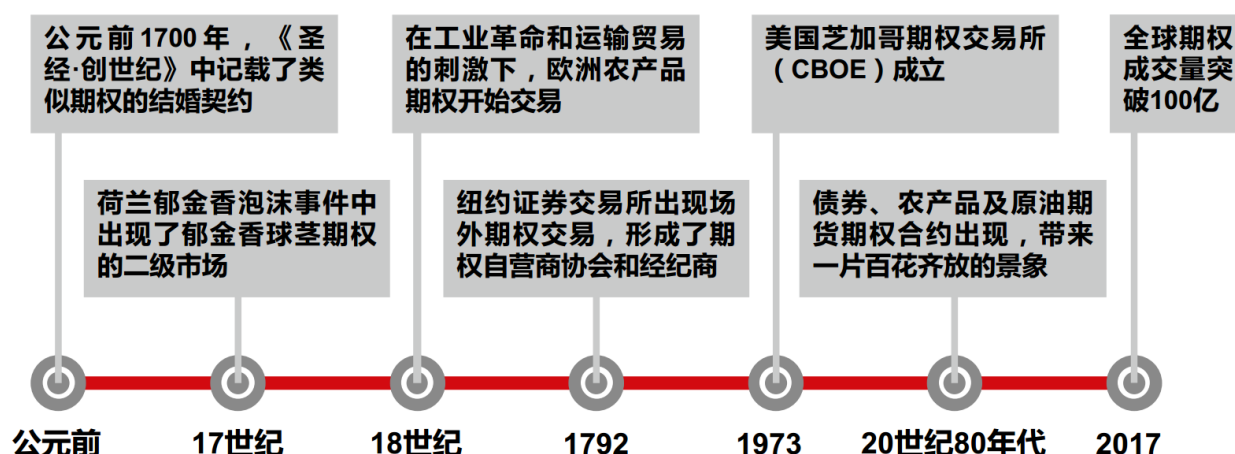 公元前1700年，《圣
经·创世纪》中记载了类
似期权的结婚契约
在工业革命和运输贸易
的刺激下，欧洲农产品
期权开始交易
美国芝加哥期权交易所
（CBOE）成立
全球期权
成交量突
破100亿
荷兰郁金香泡沫事件中
出现了郁金香球茎期权
的二级市场
纽约证券交易所出现场
外期权交易，形成了期
权自营商协会和经纪商
债券、农产品及原油期
货期权合约出现，带来
一片百花齐放的景象
公元前
17世纪
18世纪
1792
1973
20世纪80年代
2017